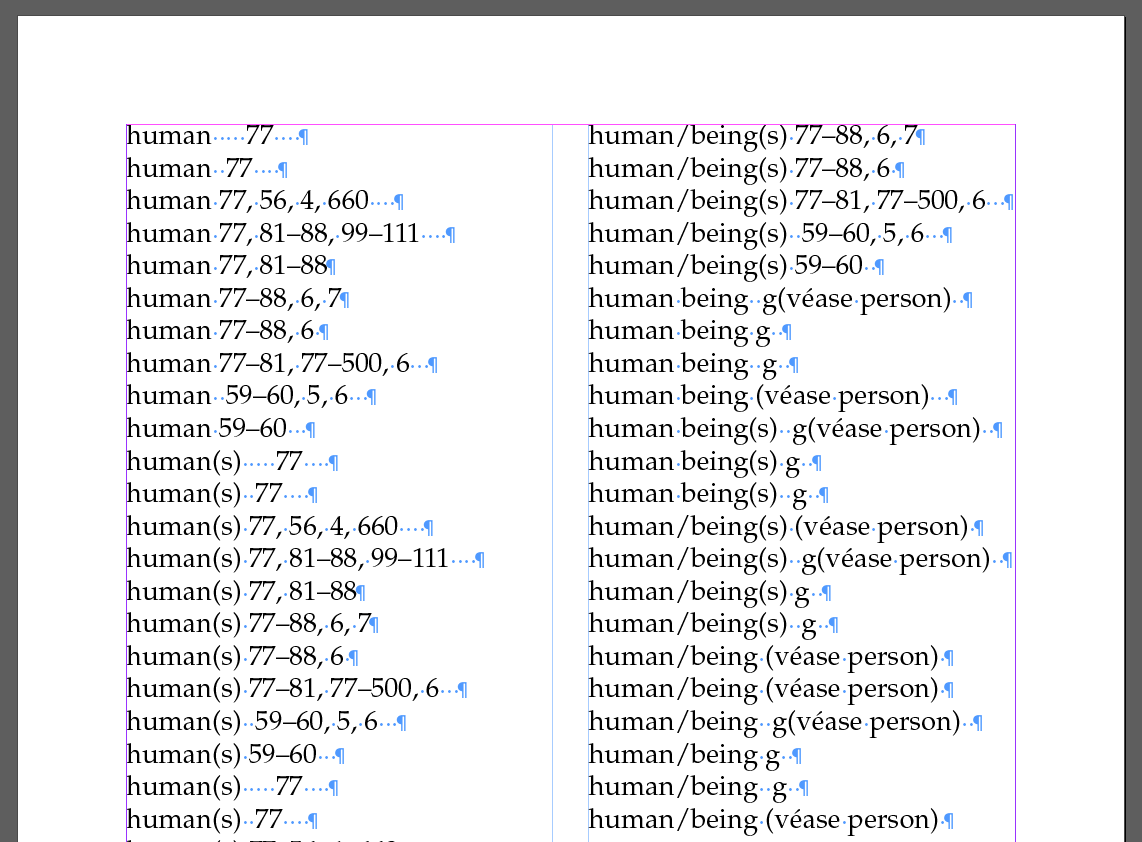 human     77
human  77
human 77, 56, 4, 660
human 77, 81–88, 99–111
human 77, 81–88
human 77–88, 6, 7
human 77–88, 6
human 77–81, 77–500, 6
human  59–60, 5, 6
human 59–60
human(s)     77
human(s)  77
human(s) 77, 56, 4, 660
human(s) 77, 81–88, 99–111
human(s) 77, 81–88
human(s) 77–88, 6, 7
human(s) 77–88, 6
human(s) 77–81, 77–500, 6
human(s)  59–60, 5, 6
human(s) 59–60
human(s)     77
human(s)  77
human/being(s) 77–88, 6, 7
human/being(s) 77–88, 6
human/being(s) 77–81, 77–500, 6
human/being(s)  59–60, 5, 6
human/being(s) 59–60
human being  g(véase person)
human being g
human being  g
human being (véase person)
human being(s)  g(véase person)
human being(s) g
human being(s)  g
human/being(s) (véase person)
human/being(s)  g(véase person)
human/being(s) g
human/being(s)  g
human/being (véase person)
human/being (véase person)
human/being  g(véase person)
human/being g
human/being  g
human/being (véase person)